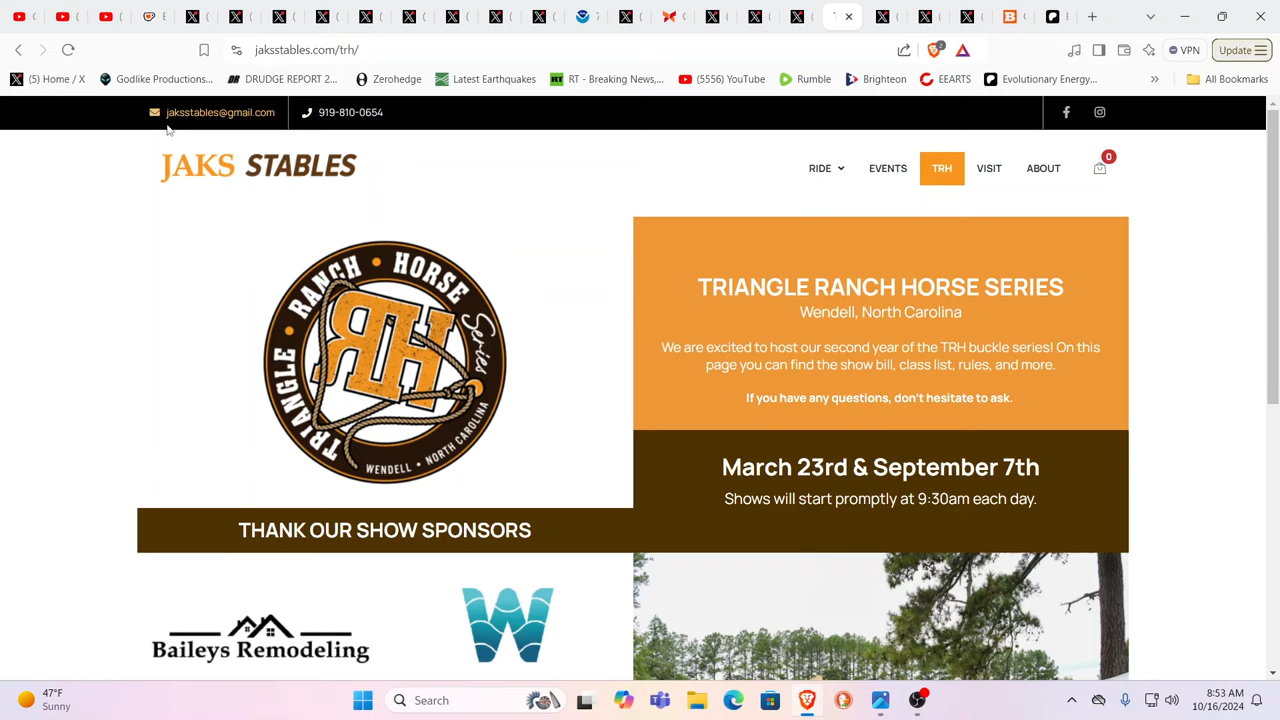 jaksstables.com/trh/
VPN
Update
(5) Home / X
Godlike Productions...
DRUDGE REPORT 2...
Zerohedge
Latest Earthquakes
RT - Breaking News,...
(5550) YouTube
Rumble
Brighteon
EEARTS
Evolutionary Energy...
»
All Bookmarks
jaksstables@gmail.com
919-810-0654
JAKS STABLES
RIDE
EVENTS
TRH
VISIT
ABOUT
0
TRIANGLE RANCH HORSE Series
TRH
WENDELL • NORTH CAROLINA
TRIANGLE RANCH HORSE SERIES
Wendell, North Carolina
We are excited to host our second year of the TRH buckle series! On this
page you can find the show bill, class list, rules, and more.
If you have any questions, don't hesitate to ask.
March 23rd & September 7th
Shows will start promptly at 9:30am each day.
THANK OUR SHOW SPONSORS
Baileys Remodeling
W
47°F
Sunny
Search
8:53 AM
10/16/2024